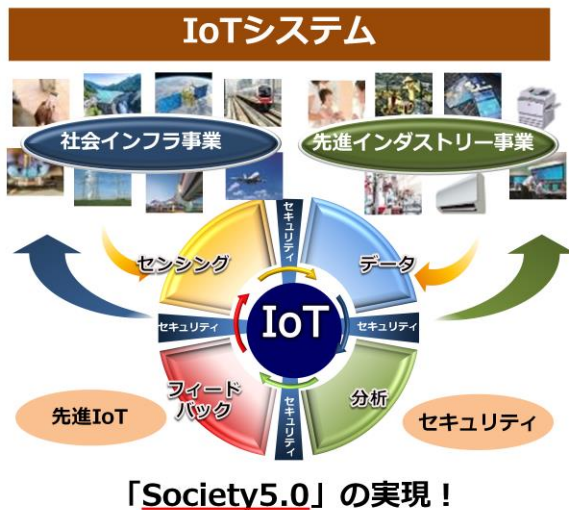 IoTシステム
社会インフラ事業
先進インダストリー事業
セキュリティ
センシング
データ
セキュリティ
IoT
セキュリティ
フィード
バック
分析
セキュリティ
先進IoT
セキュリティ
「Society5.0」の実現！